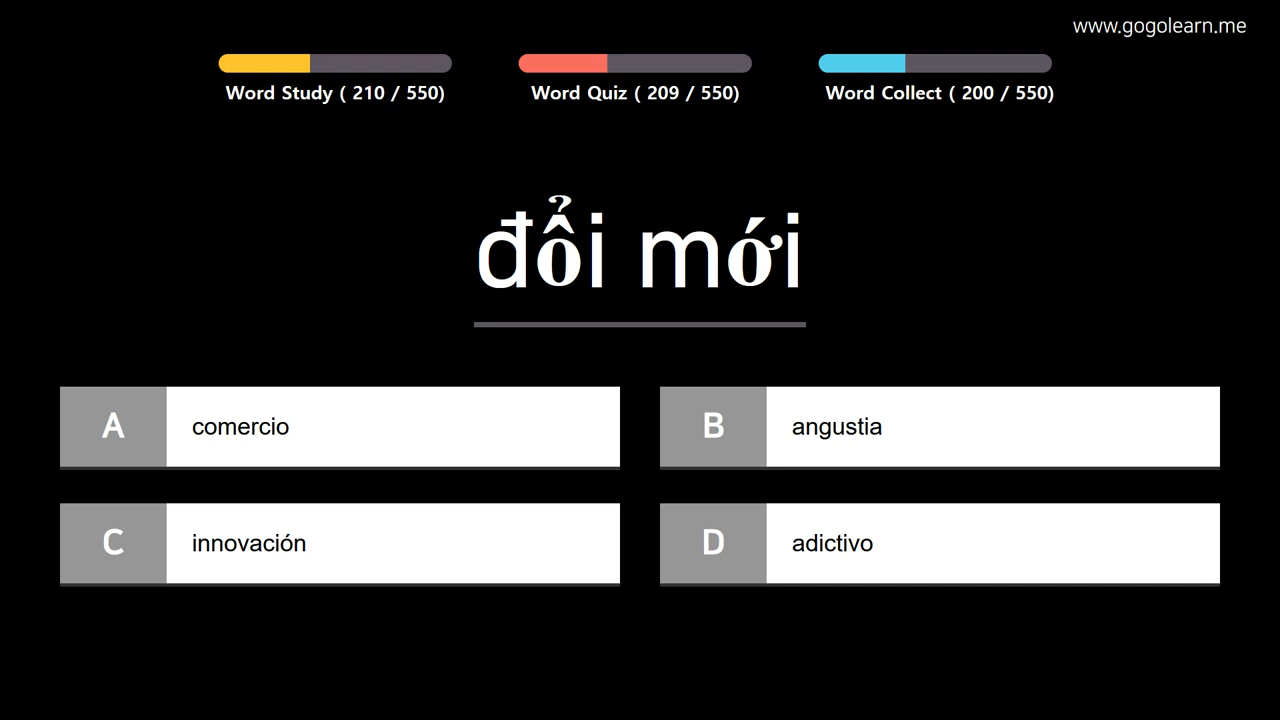 www.gogolearn.me
Word Study ( 210 / 550)
Word Quiz ( 209 / 550)
Word Collect ( 200 / 550)
đổi mới
A comercio
B angustia
C innovación
D adictivo